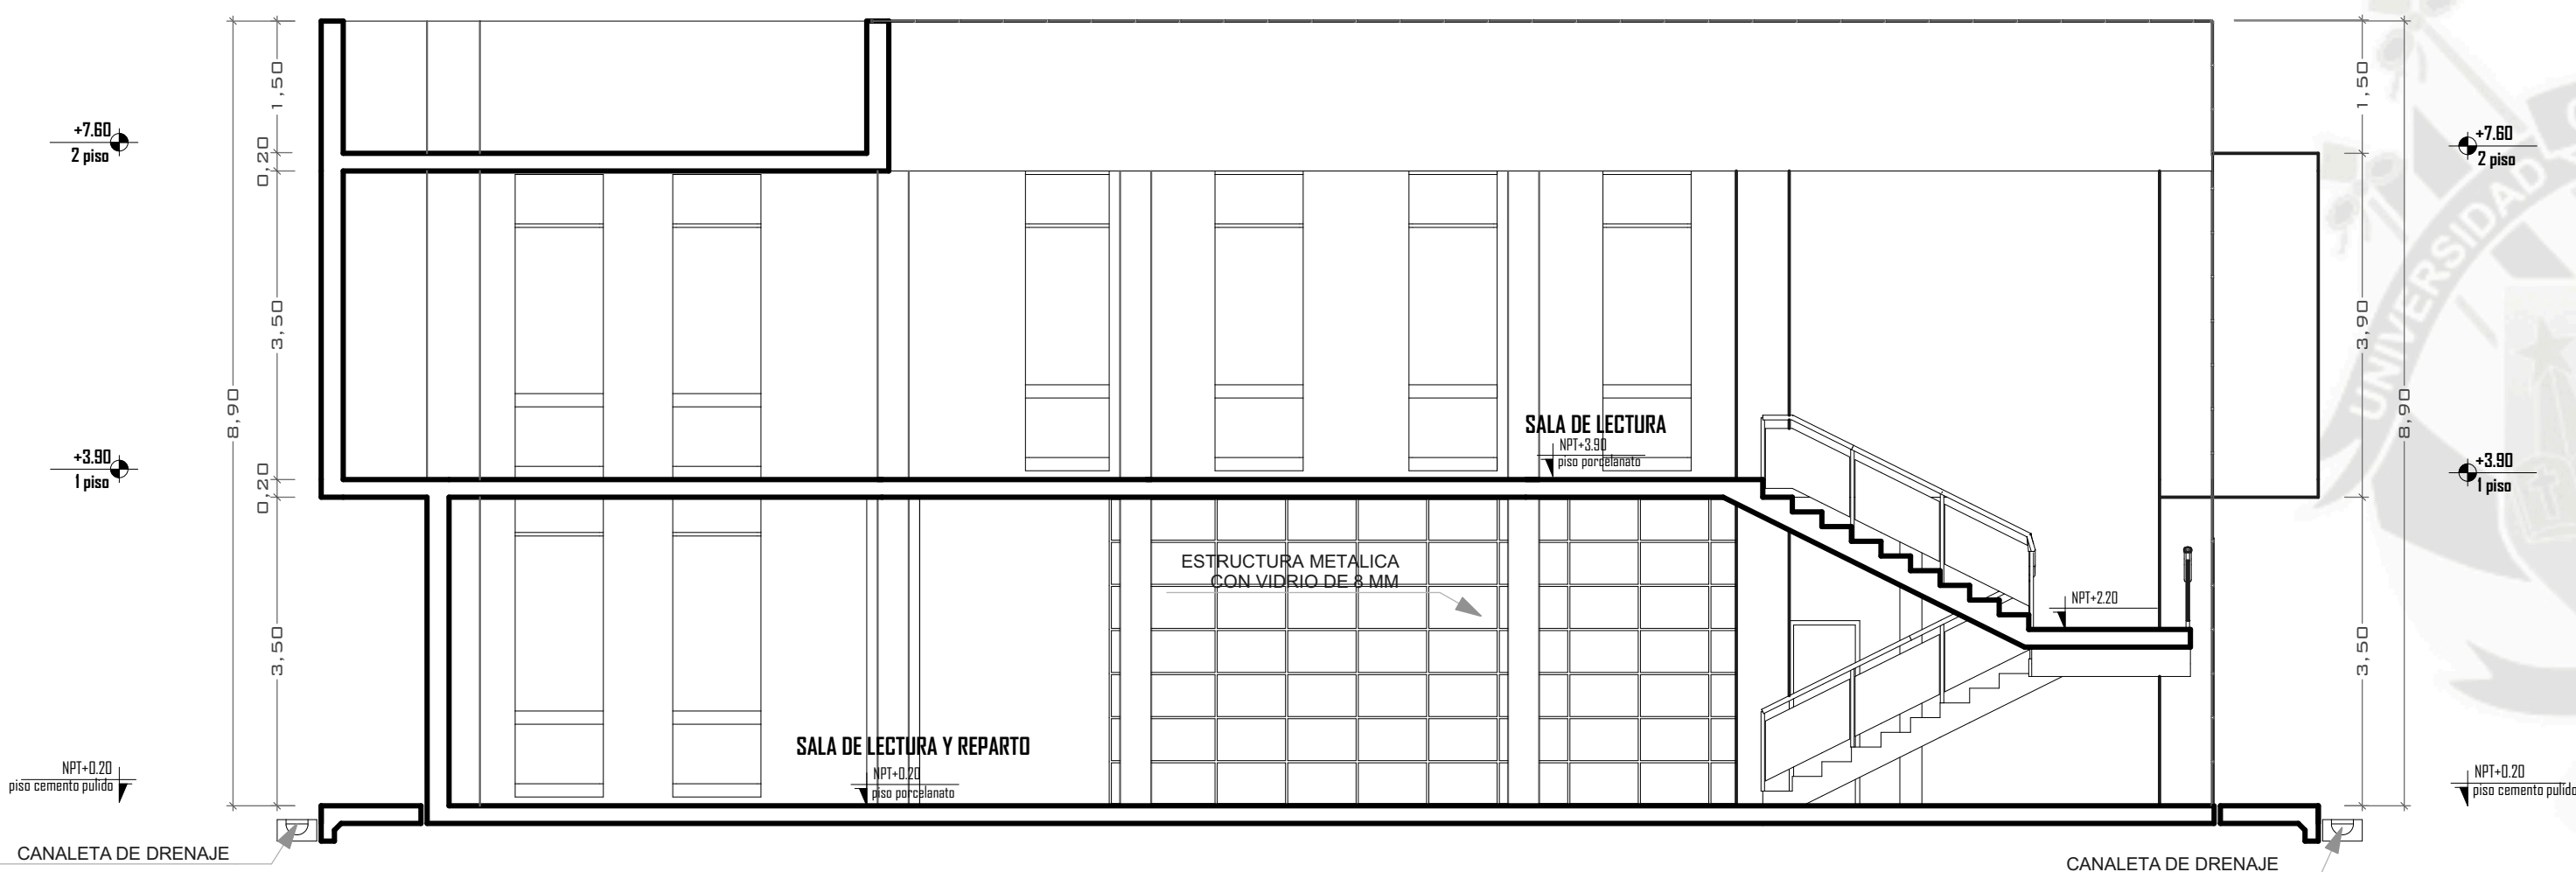 1,50
0,20
3,50
0,20
3,50
8,90
+7.60
2 piso
+3.90
1 piso
NPT+0.20
piso cemento pulido
CANALETA DE DRENAJE
SALA DE LECTURA Y REPARTO
NPT+0.20
piso porcelanato
ESTRUCTURA METALICA
CON VIDRIO DE 8 MM
SALA DE LECTURA
NPT+3.90
piso porcelanato
NPT+2.20
1,50
3,90
3,50
8,90
+7.60
2 piso
+3.90
1 piso
NPT+0.20
piso cemento pulido
CANALETA DE DRENAJE
UNIVERSIDAD